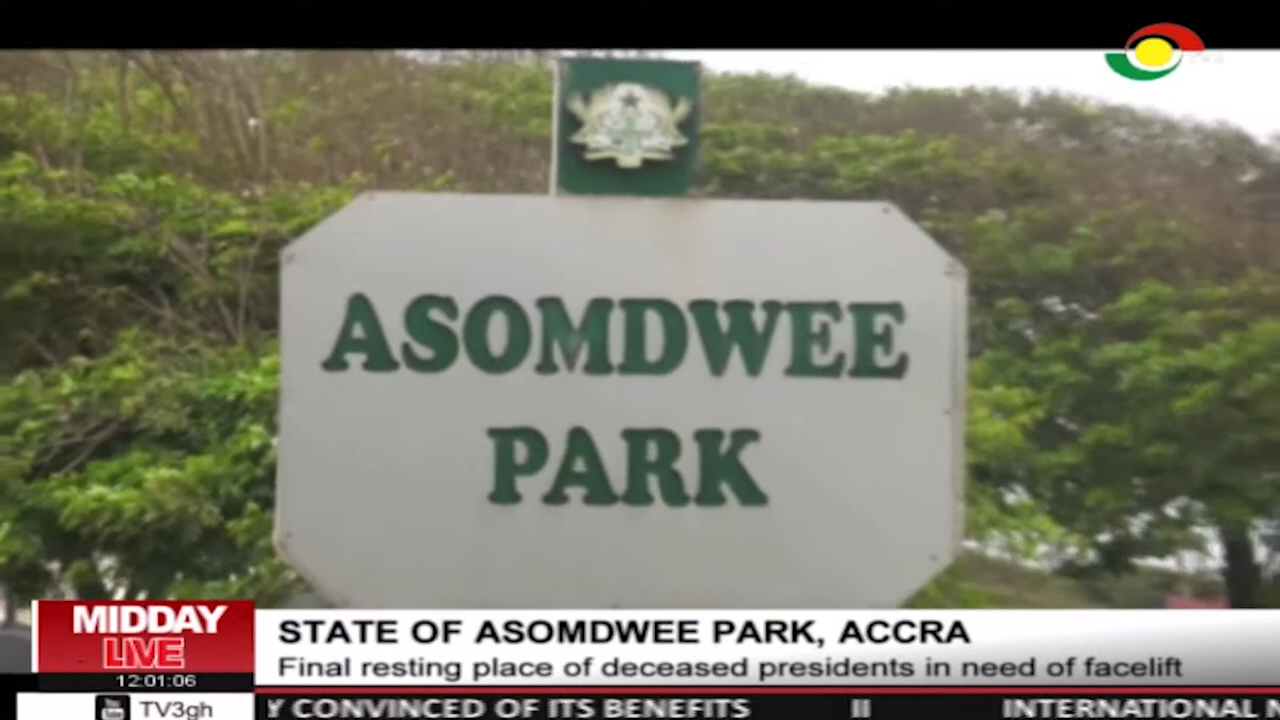 ASOMDWEE
PARK
MIDDAY
LIVE
12:01:06
STATE OF ASOMDWEE PARK, ACCRA
Final resting place of deceased presidents in need of facelift
TV3gh
CONVINCED OF ITS BENEFITS
INTERNATIONAL